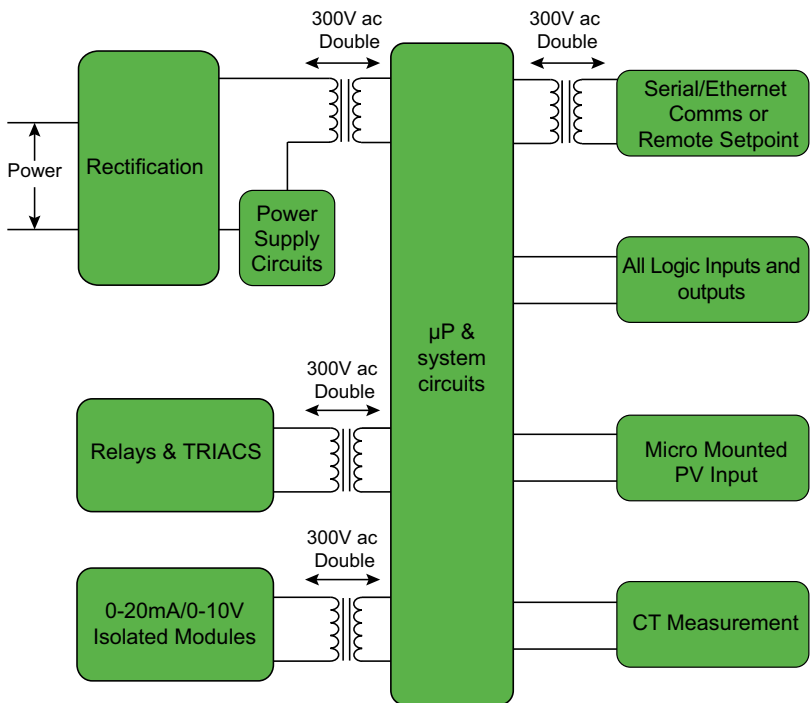 300V ac
Double
300V ac
Double
Power
Rectification
Power
Supply
Circuits
Serial/Ethernet
Comms or
Remote Setpoint
All Logic Inputs and
outputs
µP &
system
circuits
300V ac
Double
Relays & TRIACS
Micro Mounted
PV Input
300V ac
Double
0-20mA/0-10V
Isolated Modules
CT Measurement